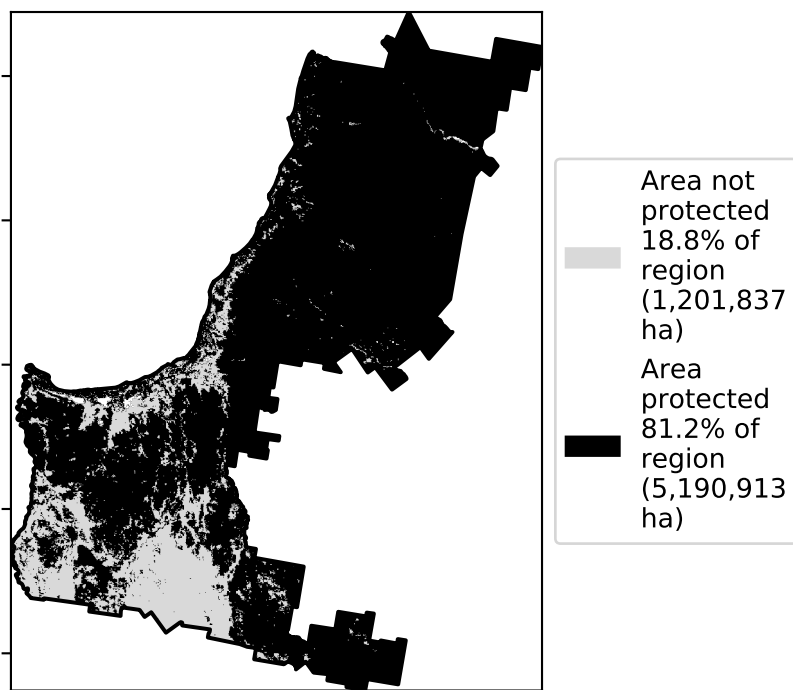 Area not
protected
18.8% of
region
(1,201,837
ha)
Area
protected
81.2% of
region
(5,190,913
ha)